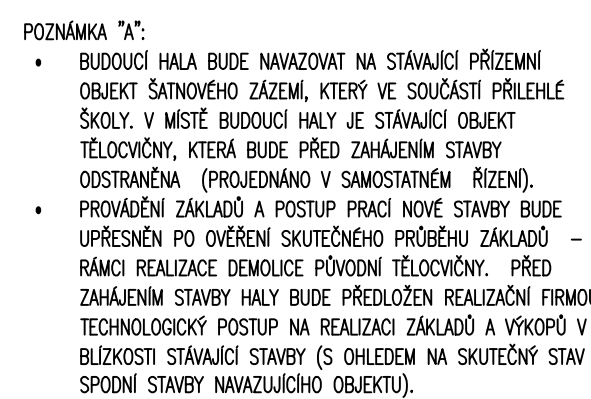 POZNÁMKA "A":
• BUDOUCÍ HALA BUDE NAVAZOVAT NA STÁVAJÍCÍ PŘÍZEMNÍ
OBJEKT ŠATNOVÉHO ZÁZEMÍ, KTERÝ VE SOUČÁSTÍ PŘILEHLÉ
ŠKOLY. V MÍSTĚ BUDOUCÍ HALY JE STÁVAJÍCÍ OBJEKT
TĚLOCVIČNY, KTERÁ BUDE PŘED ZAHÁJENÍM STAVBY
ODSTRANĚNA (PROJEDNÁNO V SAMOSTATNÉM ŘÍZENÍ).
• PROVÁDĚNÍ ZÁKLADŮ A POSTUP PRACÍ NOVÉ STAVBY BUDE
UPŘESNĚN PO OVĚŘENÍ SKUTEČNÉHO PRŮBĚHU ZÁKLADŮ –
RÁMCI REALIZACE DEMOLICE PŮVODNÍ TĚLOCVIČNY. PŘED
ZAHÁJENÍM STAVBY HALY BUDE PŘEDLOŽEN REALIZAČNÍ FIRMOU
TECHNOLOGICKÝ POSTUP NA REALIZACI ZÁKLADŮ A VÝKOPŮ V
BLÍZKOSTI STÁVAJÍCÍ STAVBY (S OHLEDEM NA SKUTEČNÝ STAV
SPODNÍ STAVBY NAVAZUJÍCÍHO OBJEKTU).